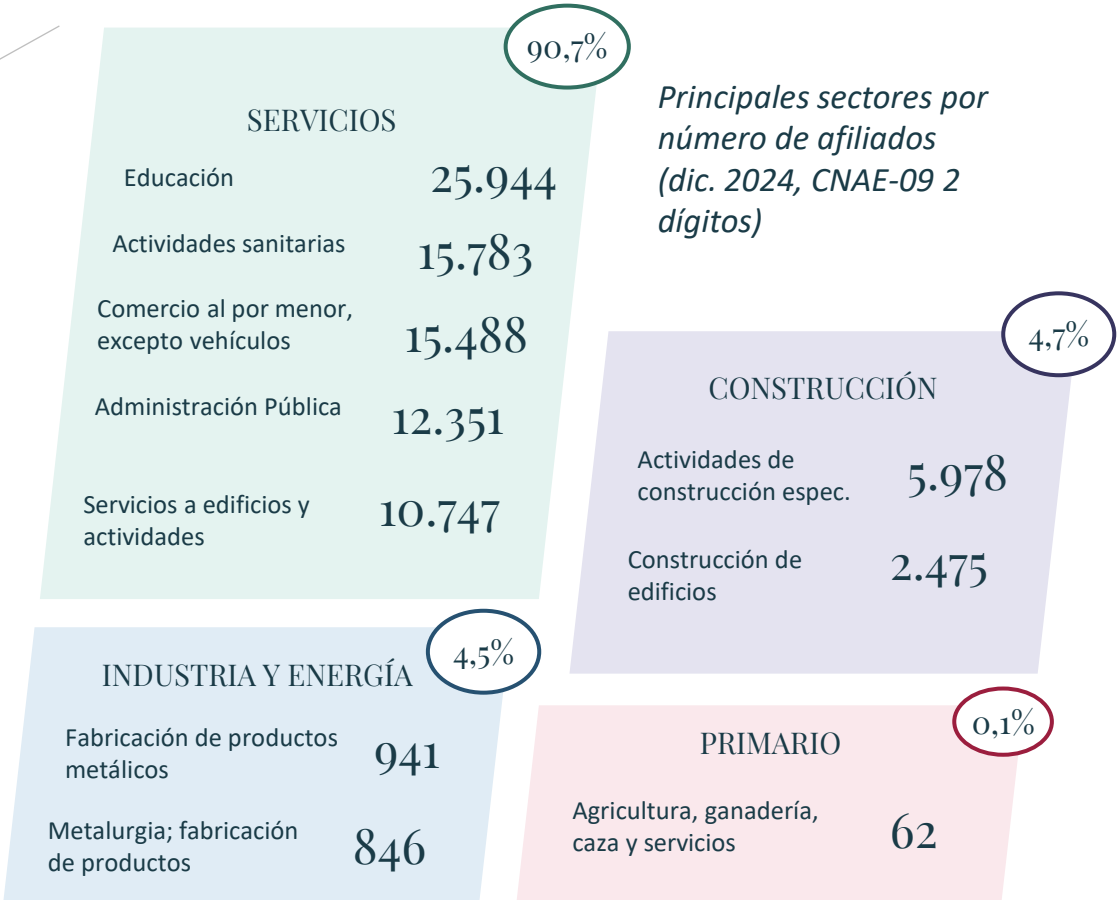 90,7%
SERVICIOS
Educación 25.944
Actividades sanitarias 15.783
Comercio al por menor,
excepto vehículos 15.488
Administración Pública 12.351
Servicios a edificios y
actividades 10.747
Principales sectores por
número de afiliados
(dic. 2024, CNAE-09 2
dígitos)
4,7%
CONSTRUCCIÓN
Actividades de
construcción espec. 5.978
Construcción de
edificios 2.475
4,5%
INDUSTRIA Y ENERGÍA
Fabricación de productos
metálicos 941
Metalurgia; fabricación
de productos 846
0,1%
PRIMARIO
Agricultura, ganadería,
caza y servicios 62